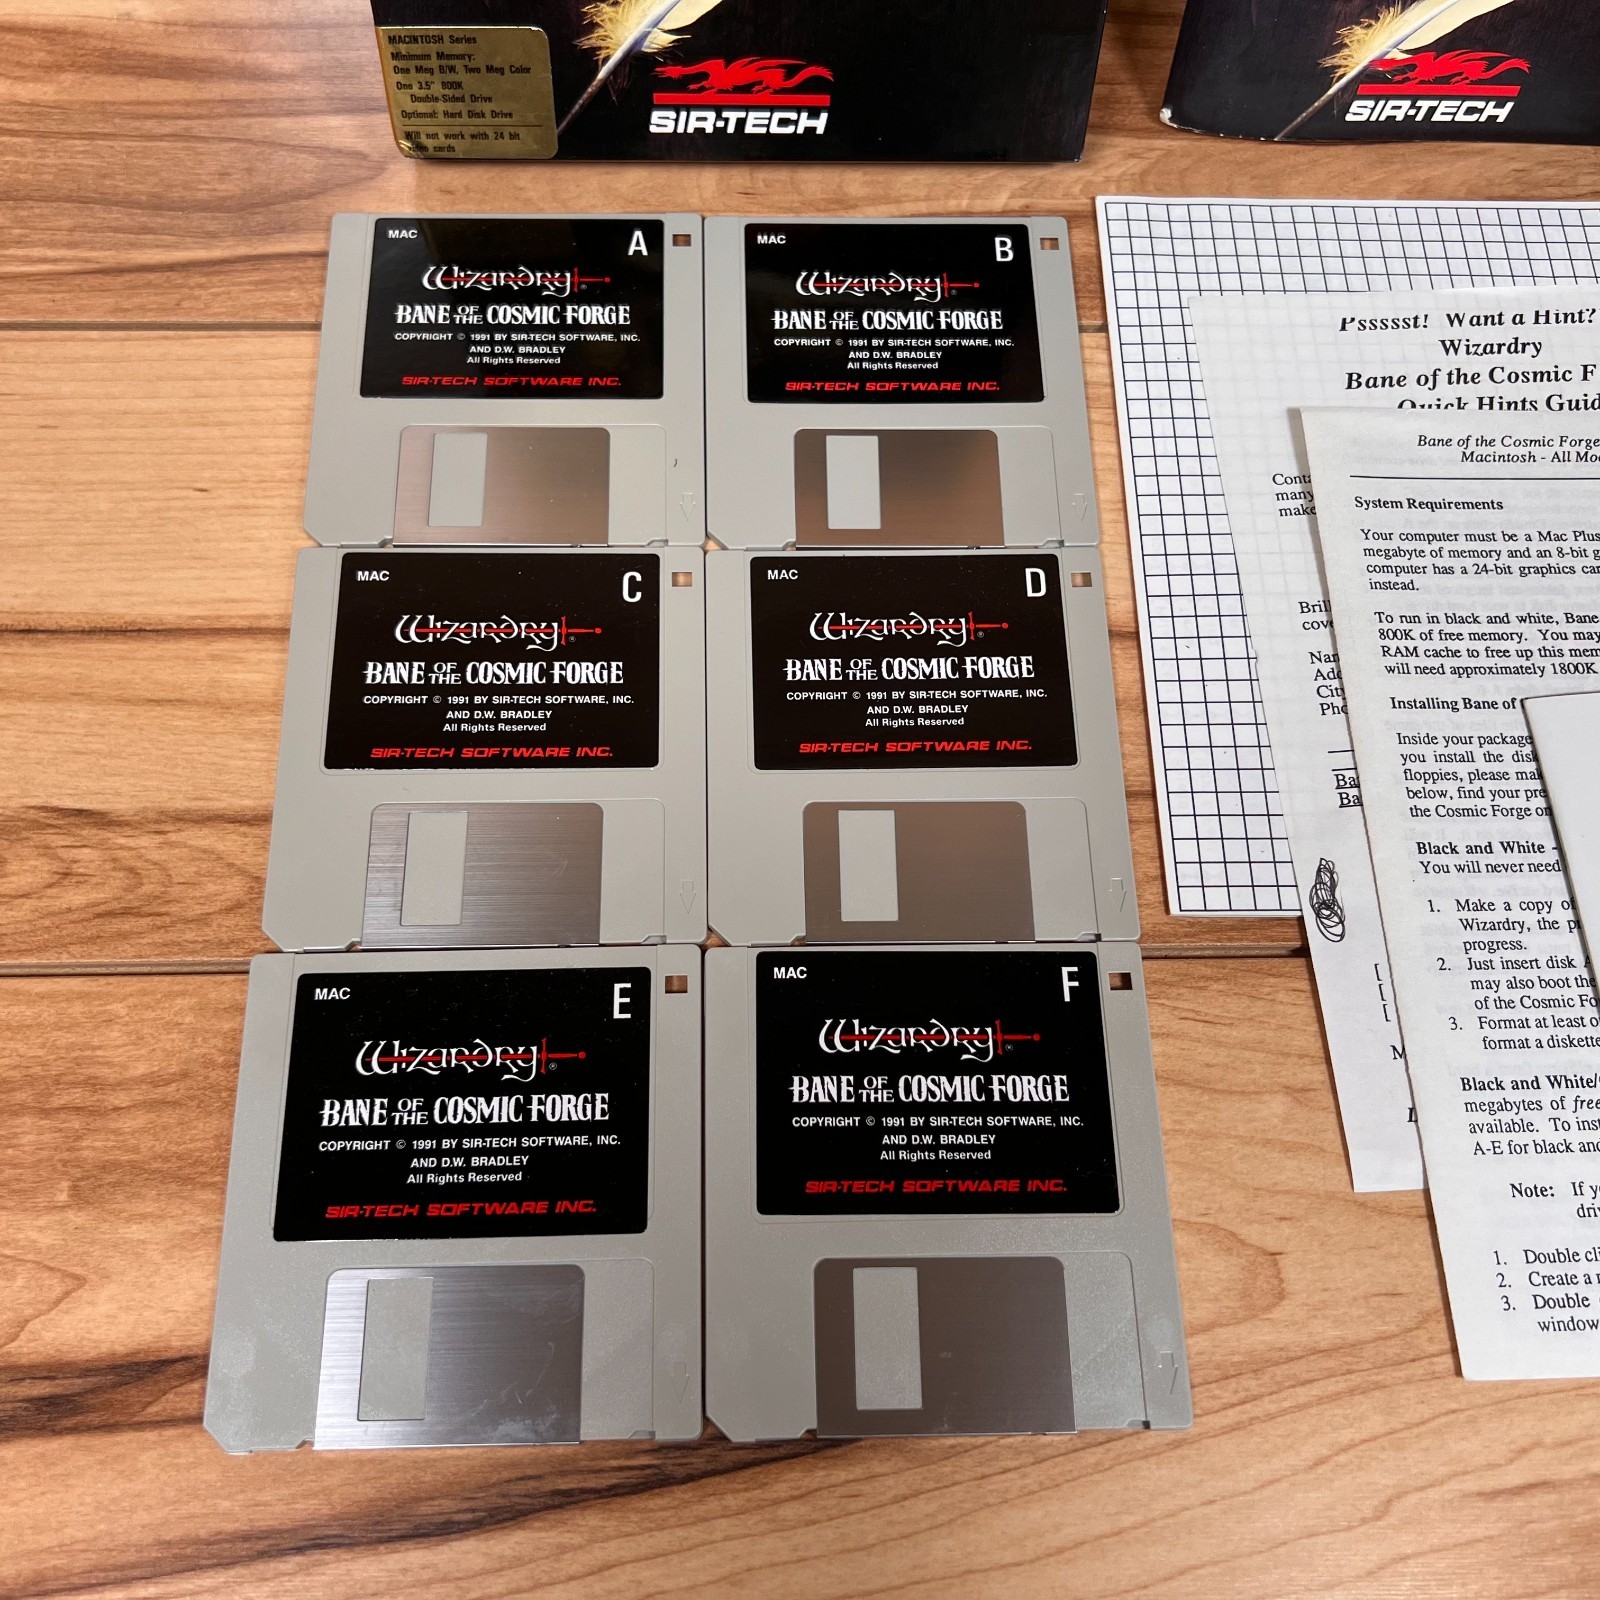 MACINTOSH Series
Minimum Memory:
One Meg B/W, Two Meg Color
One 3.5" 800K
Double-Sided Drive
Optional: Hard Disk Drive
Will not work with 24 bit
video cards
SIR-TECH
SIR-TECH
MAC
A
Wizardry®
BANE OF THE COSMIC FORGE
COPYRIGHT © 1991 BY SIR-TECH SOFTWARE, INC.
AND D.W. BRADLEY
All Rights Reserved
SIR-TECH SOFTWARE INC.
MAC
B
Wizardry®
BANE OF THE COSMIC FORGE
COPYRIGHT © 1991 BY SIR-TECH SOFTWARE, INC.
AND D.W. BRADLEY
All Rights Reserved
SIR-TECH SOFTWARE INC.
MAC
C
Wizardry®
BANE OF THE COSMIC FORGE
COPYRIGHT © 1991 BY SIR-TECH SOFTWARE, INC.
AND D.W. BRADLEY
All Rights Reserved
SIR-TECH SOFTWARE INC.
MAC
D
Wizardry®
BANE OF THE COSMIC FORGE
COPYRIGHT © 1991 BY SIR-TECH SOFTWARE, INC.
AND D.W. BRADLEY
All Rights Reserved
SIR-TECH SOFTWARE INC.
MAC
E
Wizardry®
BANE OF THE COSMIC FORGE
COPYRIGHT © 1991 BY SIR-TECH SOFTWARE, INC.
AND D.W. BRADLEY
All Rights Reserved
SIR-TECH SOFTWARE INC.
MAC
F
Wizardry®
BANE OF THE COSMIC FORGE
COPYRIGHT © 1991 BY SIR-TECH SOFTWARE, INC.
AND D.W. BRADLEY
All Rights Reserved
SIR-TECH SOFTWARE INC.
Psssssst! Want a Hint?
Wizardry
Bane of the Cosmic F
Quick Hints Guid
many
make
Bane of the Cosmic Forge
Macintosh - All
System Requirements
Your computer must be a Mac Plus
megabyte of memory and an 8-bit
computer has a 24-bit graphics
instead.
To run in black and white, Bane
800K of free memory. You may
RAM cache to free up this
will need approximately 1800K
Installing Bane of
Inside your package
you install the
floppies, please
below, find your
the Cosmic Forge on
Black and White -
You will never need
1. Make a copy of
Wizardry, the
progress.
2. Just insert disk
may also boot the
of the Cosmic
3. Format at least
format a diskette
Black and White/
megabytes of free
available. To
A-E for black and
Note: If
1. Double
2. Create a
3. Double
window